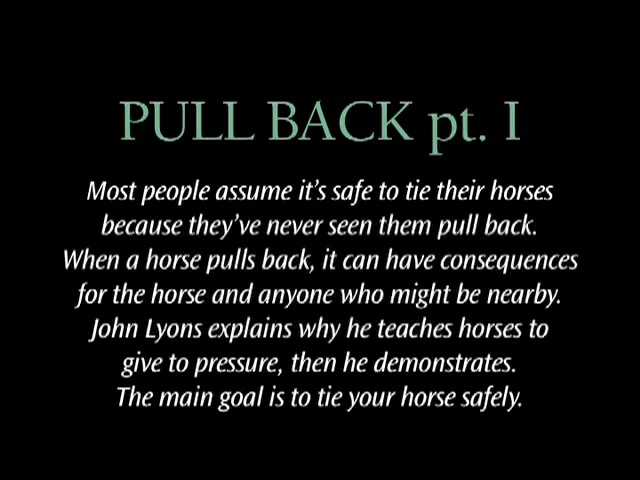 PULL BACK pt. I
Most people assume it's safe to tie their horses
because they've never seen them pull back.
When a horse pulls back, it can have consequences
for the horse and anyone who might be nearby.
John Lyons explains why he teaches horses to
give to pressure, then he demonstrates.
The main goal is to tie your horse safely.